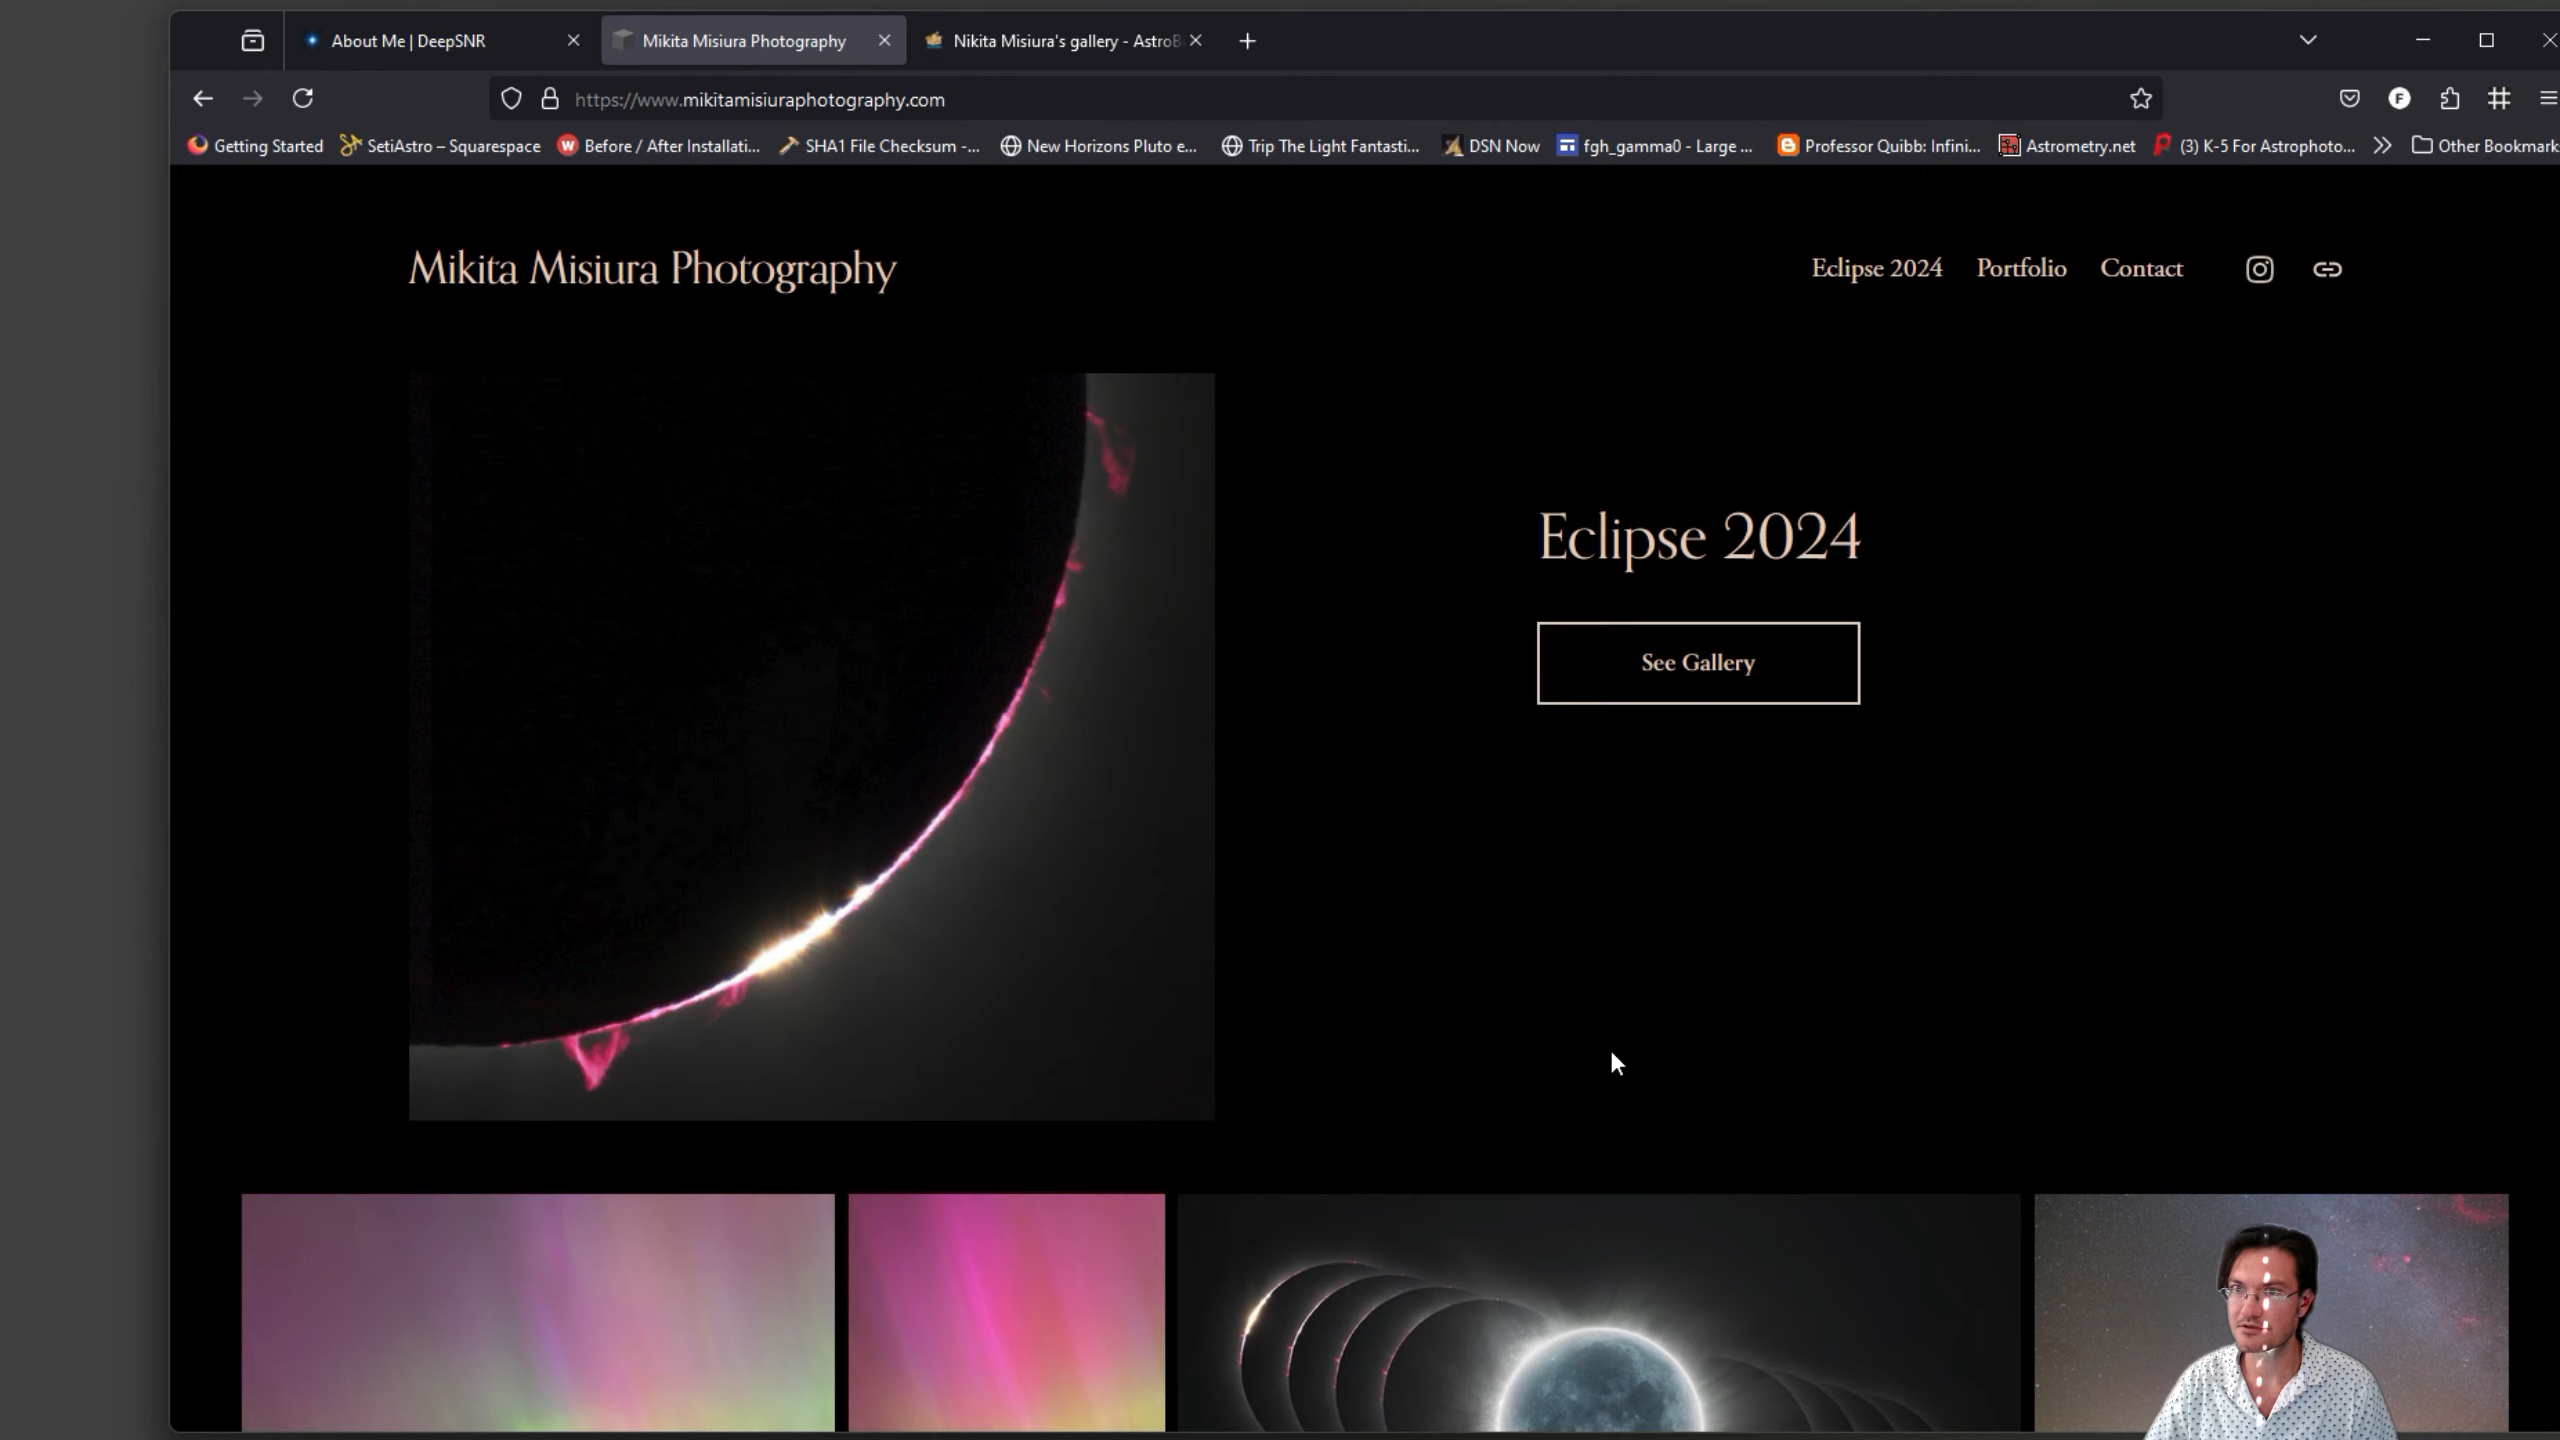 About Me | DeepSNR
Mikita Misiura Photography
Nikita Misiura's gallery - AstroB
https://www.mikitamisiuraphotography.com
F
Getting Started
SetiAstro – Squarespace
W
Before / After Installati...
SHA1 File Checksum -...
New Horizons Pluto e...
Trip The Light Fantasti...
DSN Now
fgh_gamma0 - Large ...
Professor Quibb: Infini...
Astrometry.net
(3) K-5 For Astrophoto...
Other Bookmark
Mikita Misiura Photography
Eclipse 2024
Portfolio
Contact
Eclipse 2024
See Gallery